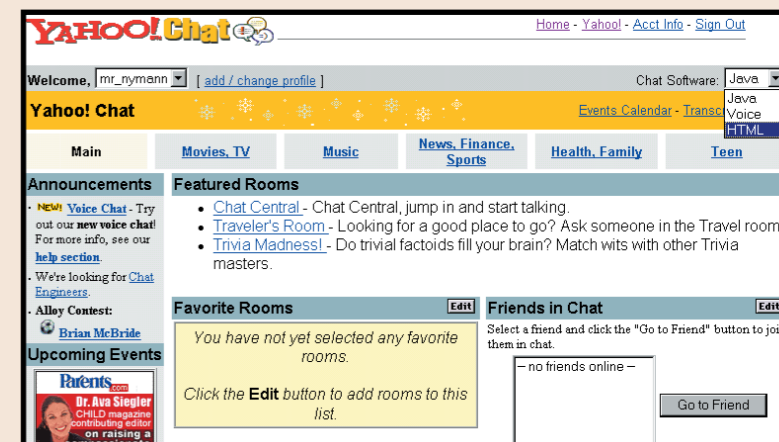 YAHOO! Chat
Home - Yahoo! - Acct Info - Sign Out
Welcome, mr_nymann [ add / change profile ]
Chat Software: Java
Java
Voice
HTML
Yahoo! Chat
Events Calendar - Transc
Main
Movies, TV
Music
News, Finance, Sports
Health, Family
Teen
Announcements
· NEW! Voice Chat - Try
out our new voice chat!
For more info, see our
help section.
· We're looking for Chat
Engineers.
· Alloy Contest:
Brian McBride
Upcoming Events
Parents.com
Dr. Ava Siegler
CHILD magazine
contributing editor
on raising a
Featured Rooms
• Chat Central - Chat Central, jump in and start talking.
• Traveler's Room - Looking for a good place to go? Ask someone in the Travel room
• Trivia Madness! - Do trivial factoids fill your brain? Match wits with other Trivia
masters.
Favorite Rooms
Edit
You have not yet selected any favorite
rooms.
Click the Edit button to add rooms to this
list.
Friends in Chat
Edit
Select a friend and click the "Go to Friend" button to joi
them in chat.
– no friends online –
Go to Friend